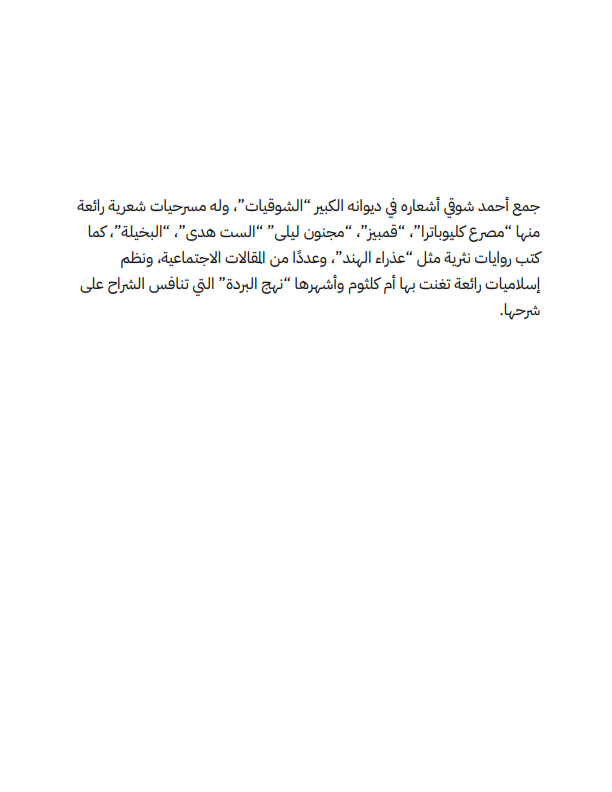 جمع أحمد شوقي أشعاره في ديوانه الكبير “الشوقيات”، وله مسرحيات شعرية رائعة
منها “مصرع كليوباترا”، “قمبيز”، “مجنون ليلى” “الست هدى”، “البخيلة”، كما
كتب روايات نثرية مثل “عذراء الهند”، وعددًا من المقالات الاجتماعية، ونظم
إسلاميات رائعة تغنت بها أم كلثوم وأشهرها “نهج البردة” التي تنافس الشراح على
شرحها.